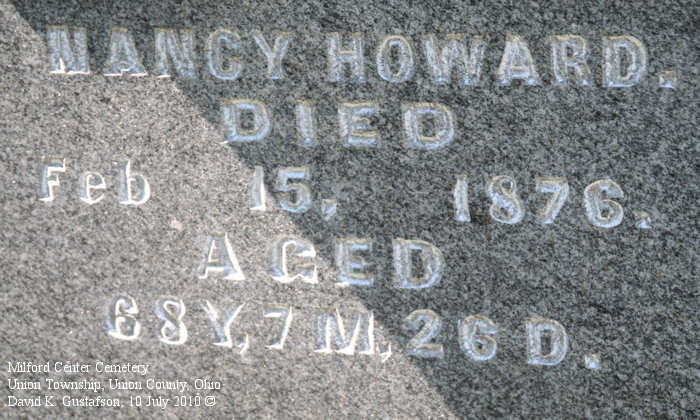 NANCY HOWARD.
DIED
Feb 15, 1876.
AGED
68Y, 7M, 26 D.
Milford Center Cemetery
Union Township, Union County, Ohio
David K. Gustafson, 10 July 2010 ©